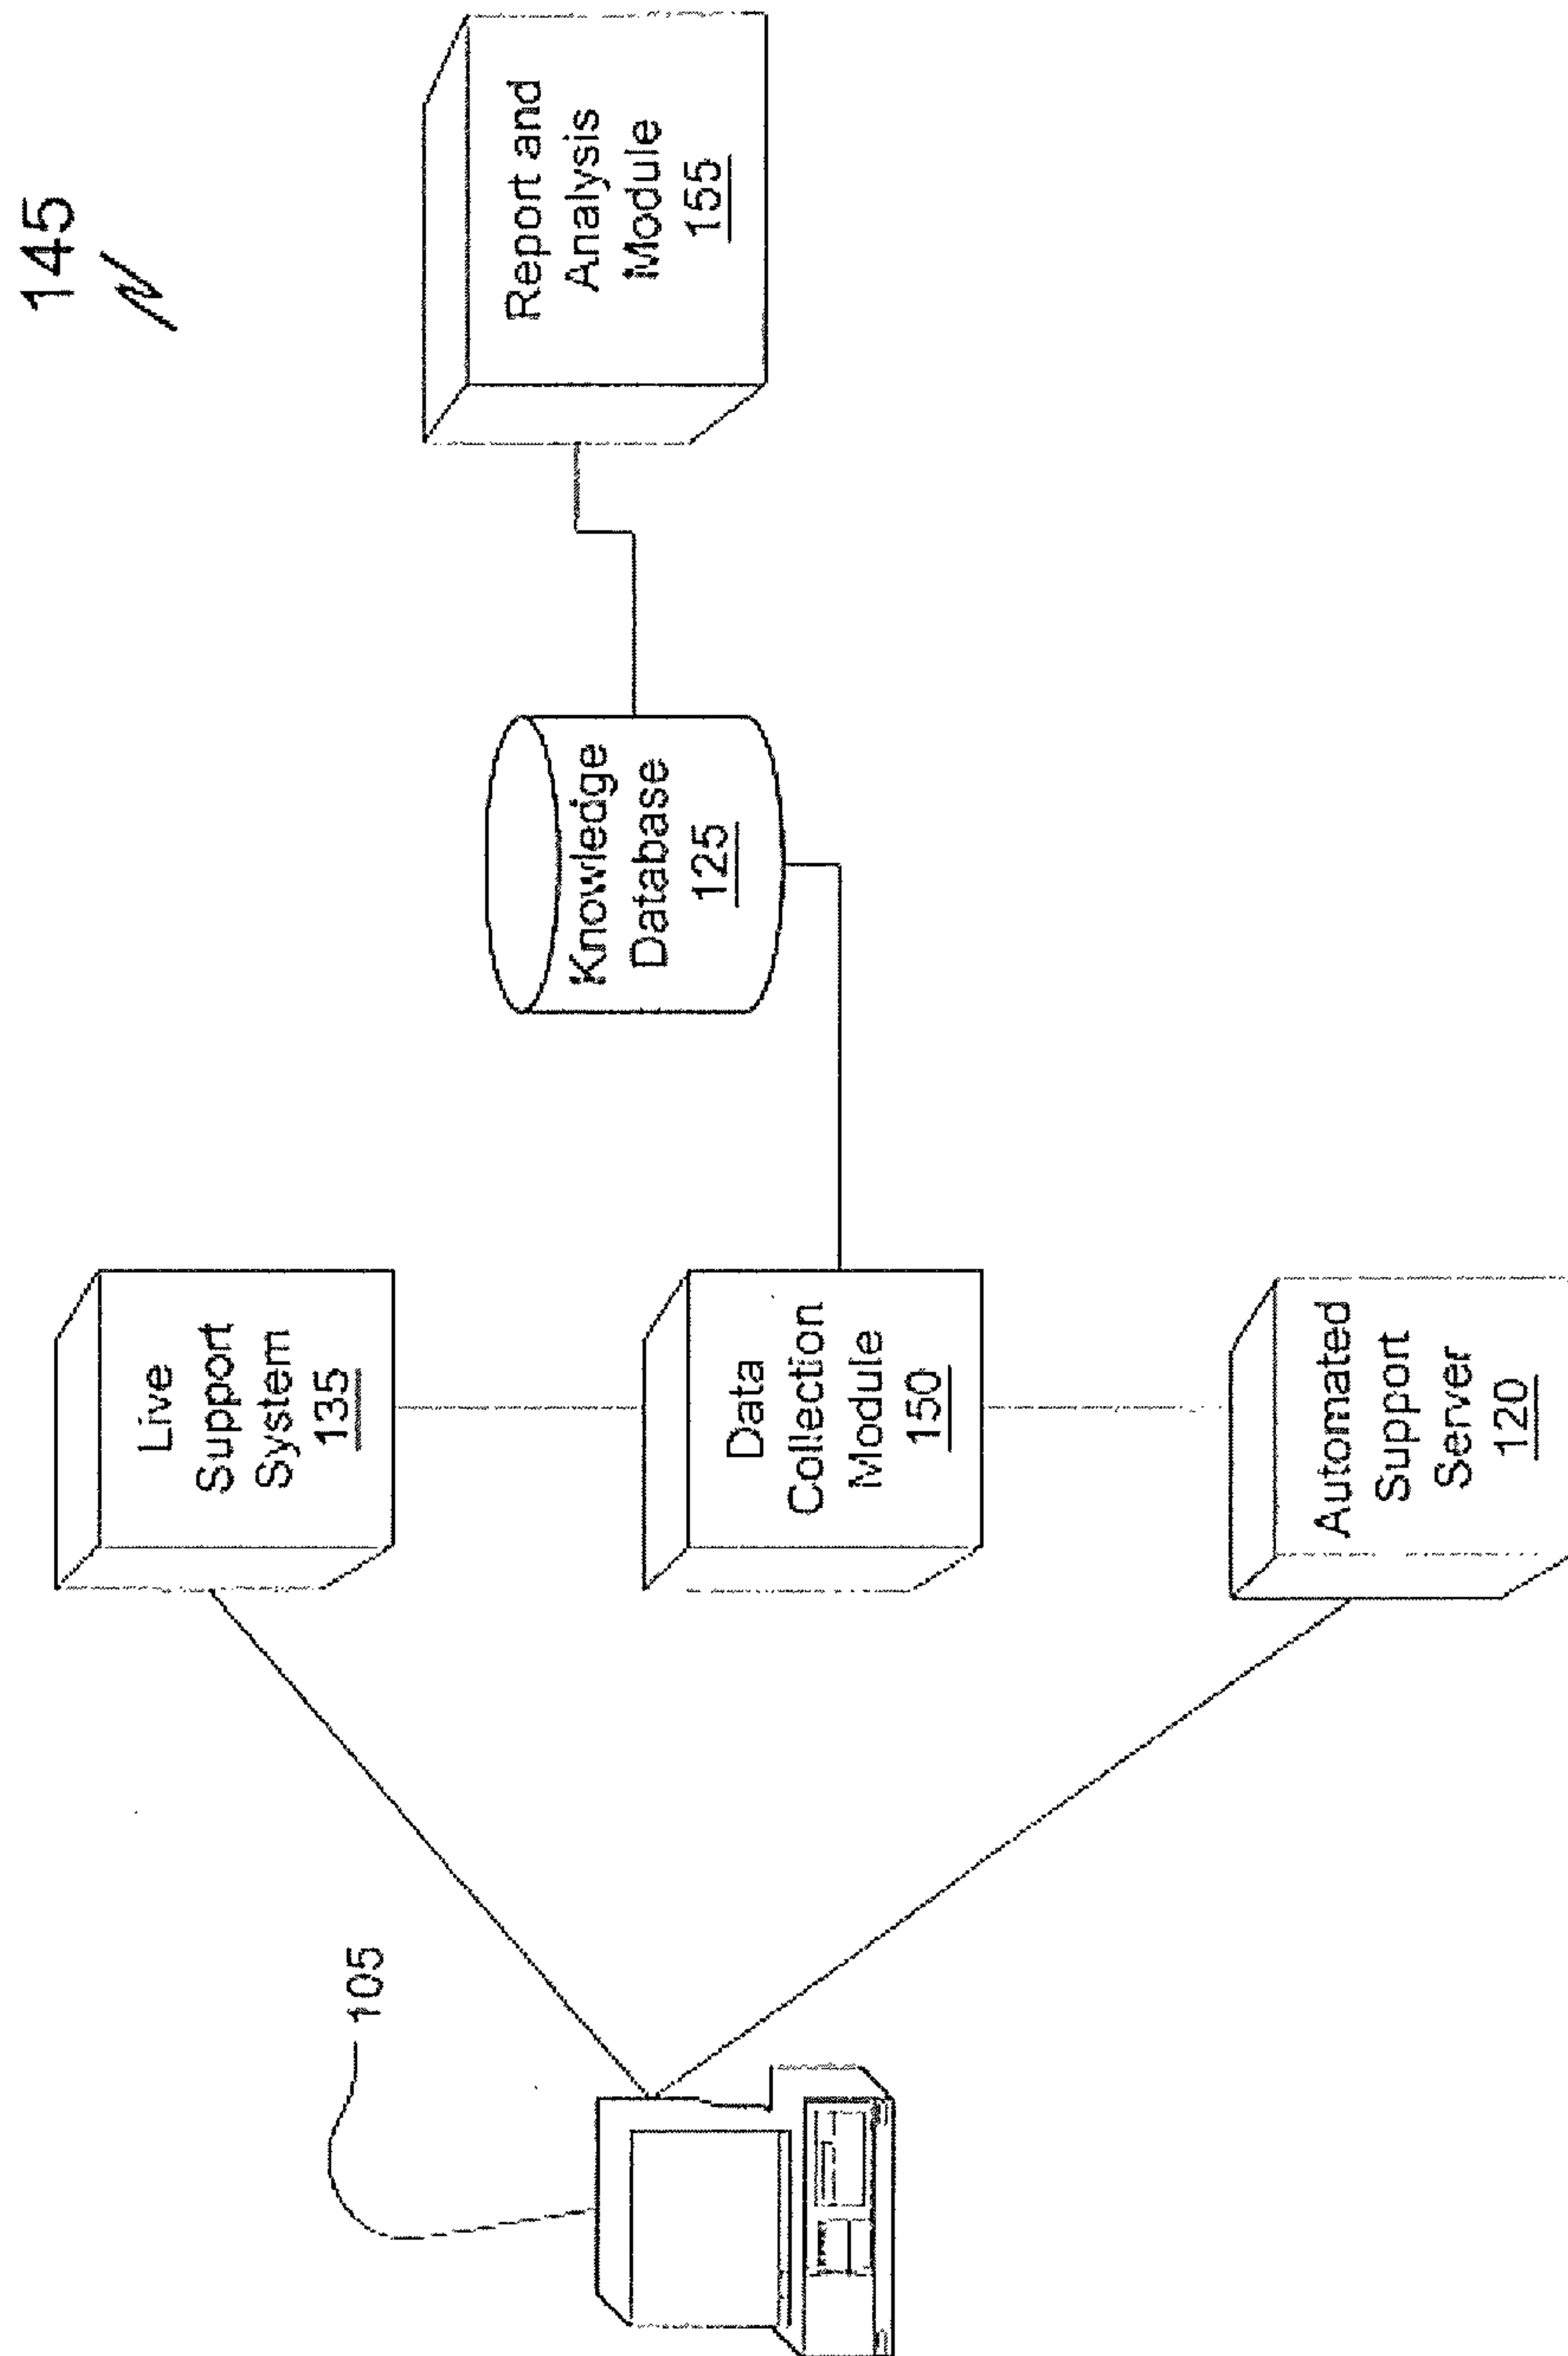 145
105
Live
Support
System
135
Data
Collection
Module
150
Automated
Support
Server
120
Knowledge
Database
125
Report and
Analysis
Module
155